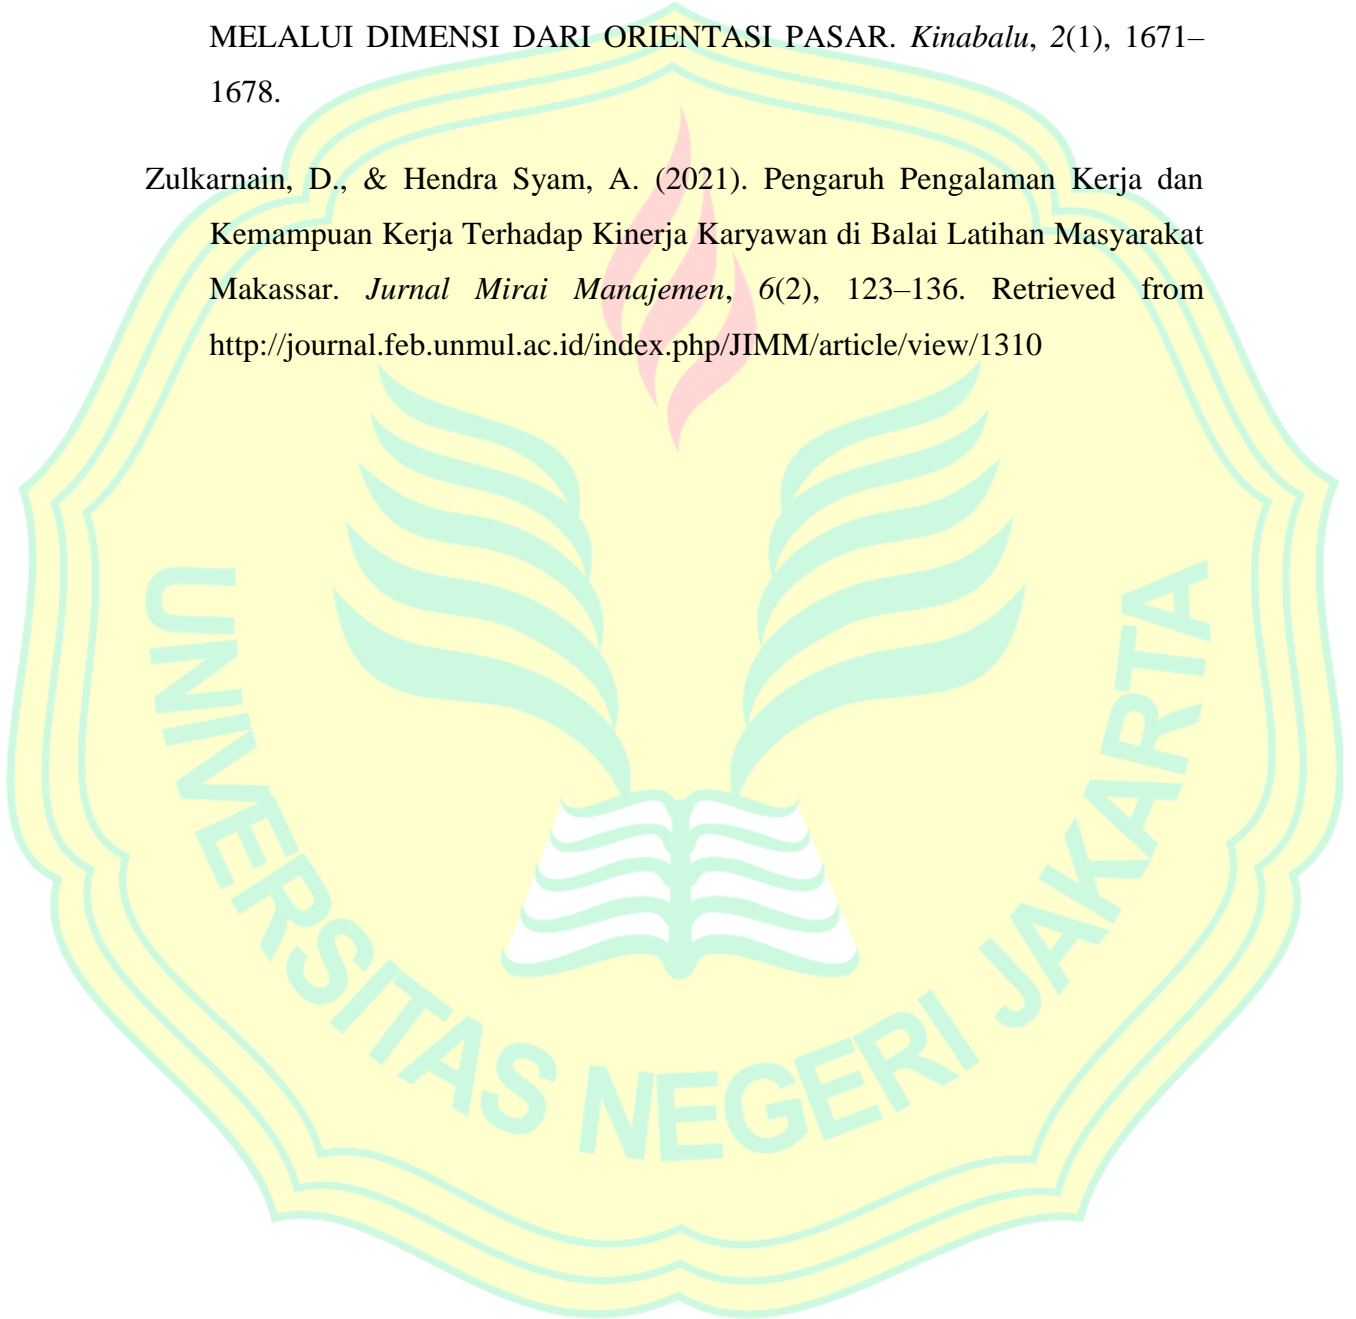 MELALUI DIMENSI DARI ORIENTASI PASAR. Kinabalu, 2(1), 1671–
1678.
Zulkarnain, D., & Hendra Syam, A. (2021). Pengaruh Pengalaman Kerja dan
Kemampuan Kerja Terhadap Kinerja Karyawan di Balai Latihan Masyarakat
Makassar. Jurnal Mirai Manajemen, 6(2), 123–136. Retrieved from
http://journal.feb.unmul.ac.id/index.php/JIMM/article/view/1310
UNIVERSITAS NEGERI JAKARTA